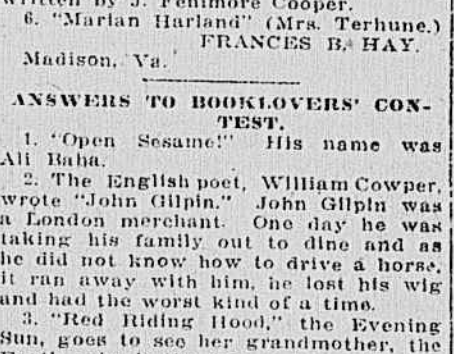 written by J. Fenimore Cooper.
6. "Marian Harland" (Mrs. Terhune.)
FRANCES B. HAY.
Madison, Va.
ANSWERS TO BOOKLOVERS' CON-
TEST.
1. "Open Sesame!" His name was
Ali Baba.
2. The English poet, William Cowper,
wrote "John Gilpin." John Gilpin was
a London merchant. One day he was
taking his family out to dine and as
he did not know how to drive a horse,
it ran away with him, he lost his wig
and had the worst kind of a time.
3. "Red Riding Hood," the Evening
Sun, goes to see her grandmother, the